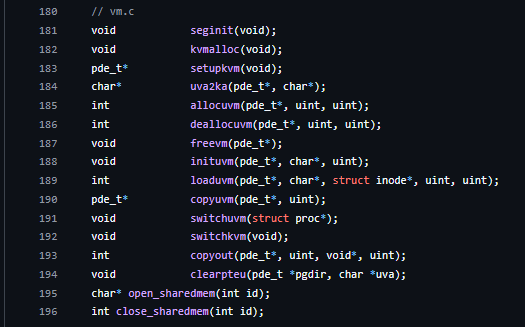 180 // vm.c
181 void seginit(void);
182 void kvmalloc(void);
183 pde_t* setupkvm(void);
184 char* uva2ka(pde_t*, char*);
185 int allocuvm(pde_t*, uint, uint);
186 int deallocuvm(pde_t*, uint, uint);
187 void freevm(pde_t*);
188 void inituvm(pde_t*, char*, uint);
189 int loaduvm(pde_t*, char*, struct inode*, uint, uint);
190 pde_t* copyuvm(pde_t*, uint);
191 void switchuvm(struct proc*);
192 void switchkvm(void);
193 int copyout(pde_t*, uint, void*, uint);
194 void clearpteu(pde_t *pgdir, char *uva);
195 char* open_sharedmem(int id);
196 int close_sharedmem(int id);